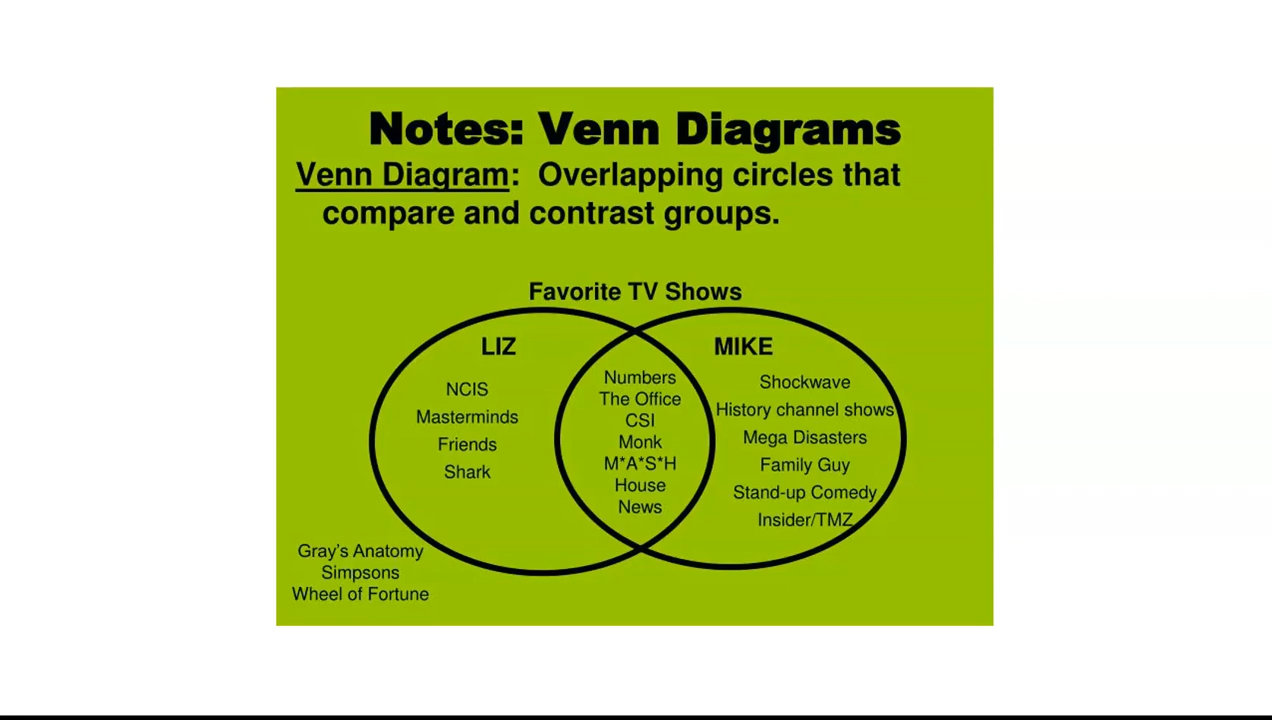 Notes: Venn Diagrams
Venn Diagram: Overlapping circles that
compare and contrast groups.
Favorite TV Shows
LIZ
NCIS
Masterminds
Friends
Shark
Numbers
The Office
CSI
Monk
M*A*S*H
House
News
MIKE
Shockwave
History channel shows
Mega Disasters
Family Guy
Stand-up Comedy
Insider/TMZ
Gray’s Anatomy
Simpsons
Wheel of Fortune